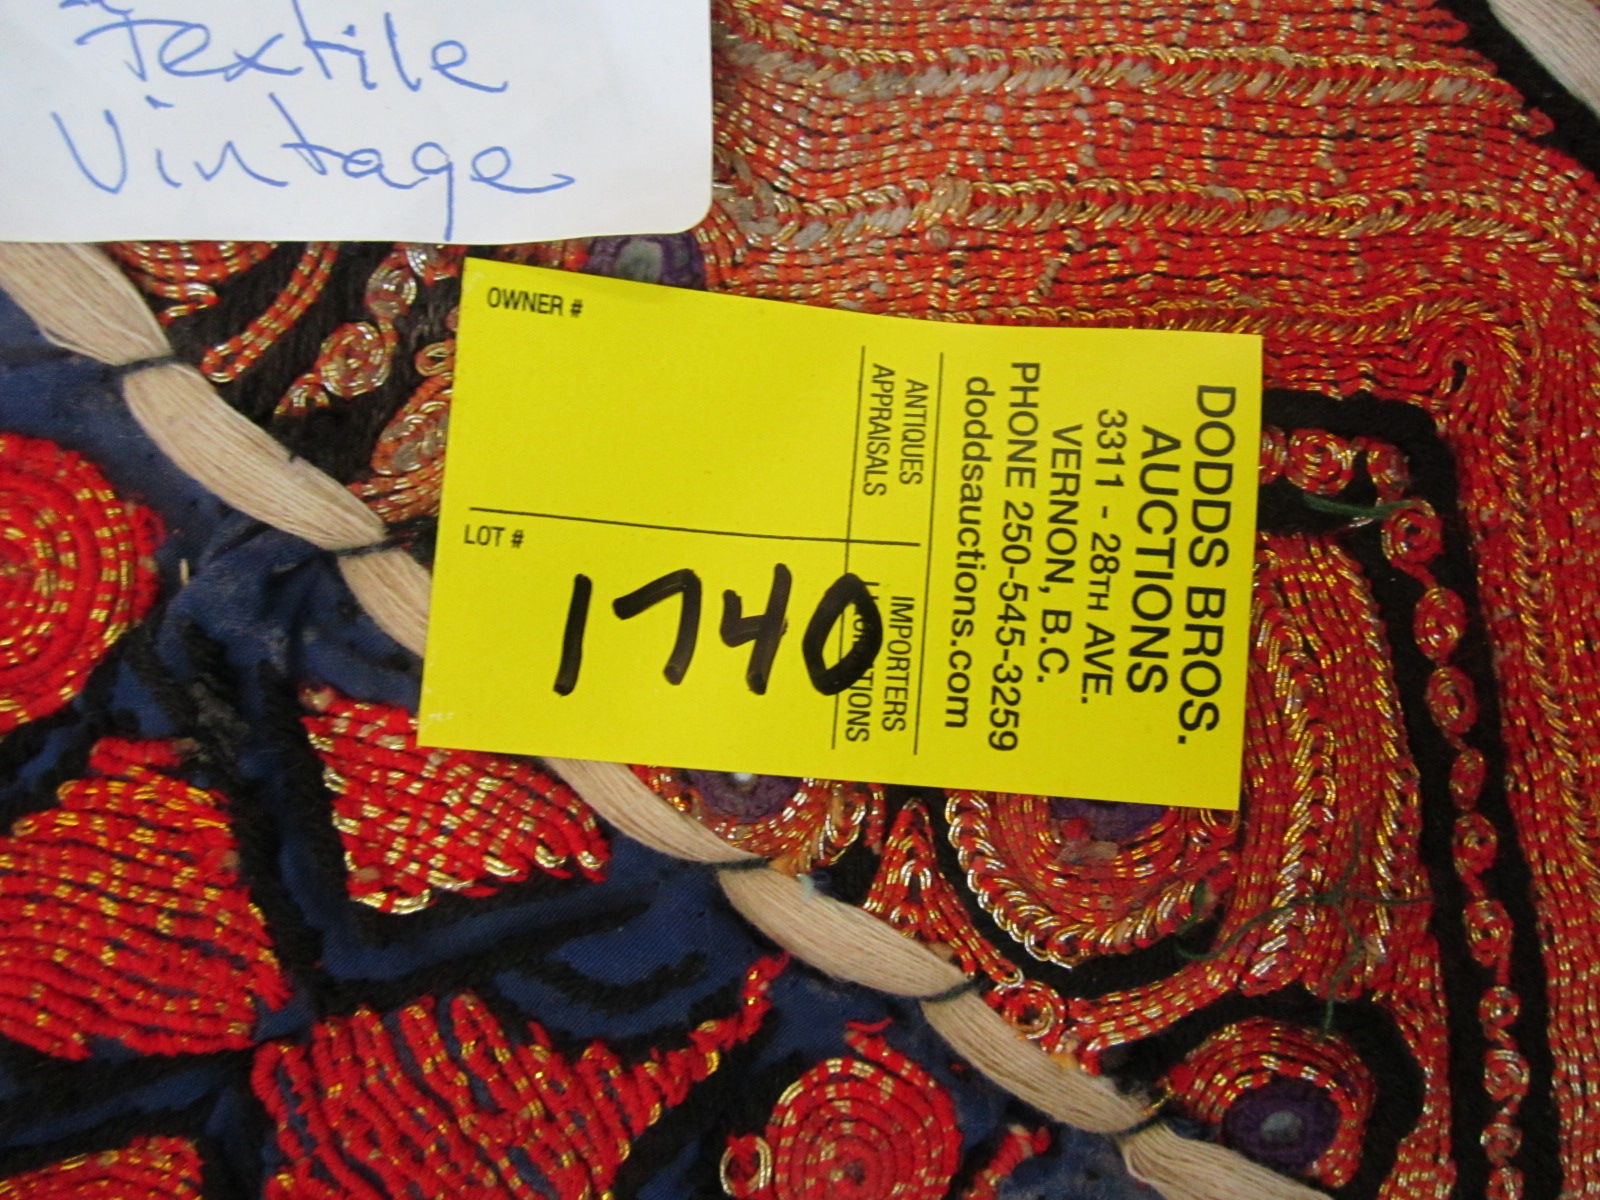 Textile
Vintage
OWNER #
LOT #
1740
DODDS BROS.
AUCTIONS
3311 - 28TH AVE.
VERNON, B.C.
PHONE 250-545-3259
doddsauctions.com
ANTIQUES
APPRAISALS
IMPORTERS